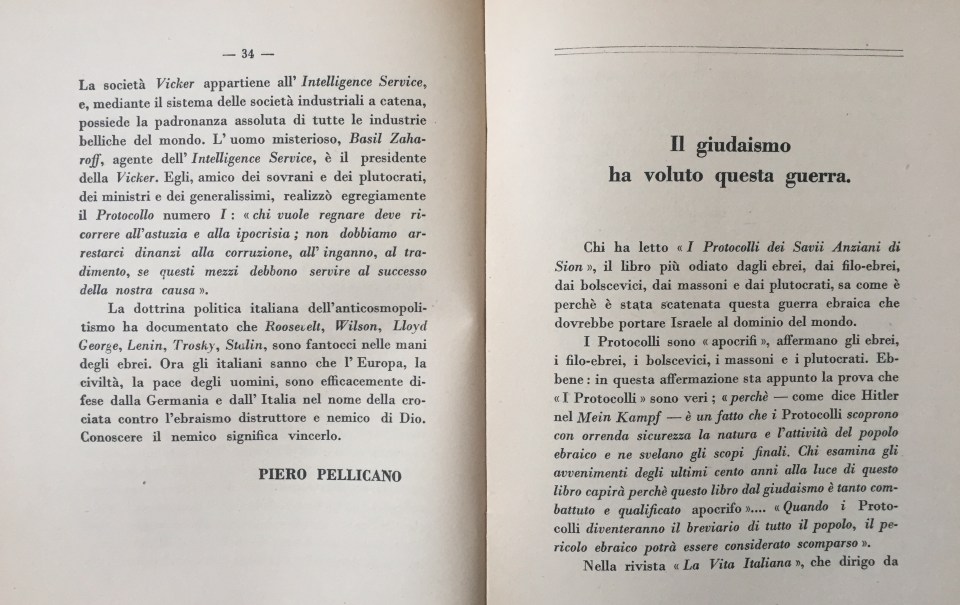 — 34 —
La società Vicker appartiene all' Intelligence Service,
e, mediante il sistema delle società industriali a catena,
possiede la padronanza assoluta di tutte le industrie
belliche del mondo. L' uomo misterioso, Basil Zaha-
roff, agente dell' Intelligence Service, è il presidente
della Vicker. Egli, amico dei sovrani e dei plutocrati,
dei ministri e dei generalissimi, realizzò egregiamente
il Protocollo numero I : « chi vuole regnare deve ri-
correre all'astuzia e alla ipocrisia ; non dobbiamo ar-
restarci dinanzi alla corruzione, all' inganno, al tra-
dimento, se questi mezzi debbono servire al successo
della nostra causa ».
La dottrina politica italiana dell'anticosmopoli-
tismo ha documentato che Roosevelt, Wilson, Lloyd
George, Lenin, Trosky, Stalin, sono fantocci nelle mani
degli ebrei. Ora gli italiani sanno che l' Europa, la
civiltà, la pace degli uomini, sono efficacemente di-
fese dalla Germania e dall' Italia nel nome della cro-
ciata contro l'ebraismo distruttore e nemico di Dio.
Conoscere il nemico significa vincerlo.
PIERO PELLICANO
Il giudaismo
ha voluto questa guerra.
Chi ha letto « I Protocolli dei Savii Anziani di
Sion », il libro più odiato dagli ebrei, dai filo-ebrei,
dai bolscevici, dai massoni e dai plutocrati, sa come è
perchè è stata scatenata questa guerra ebraica che
dovrebbe portare Israele al dominio del mondo.
I Protocolli sono « apocrifi », affermano gli ebrei,
i filo-ebrei, i bolscevici, i massoni e i plutocrati. Eb-
bene : in questa affermazione sta appunto la prova che
« I Protocolli » sono veri ; « perchè — come dice Hitler
nel Mein Kampf — è un fatto che i Protocolli scoprono
con orrenda sicurezza la natura e l'attività del popolo
ebraico e ne svelano gli scopi finali. Chi esamina gli
avvenimenti degli ultimi cento anni alla luce di questo
libro capirà perchè questo libro dal giudaismo è tanto com-
battuto e qualificato apocrifo ».... « Quando i Proto-
colli diventeranno il breviario di tutto il popolo, il pe-
ricolo ebraico potrà essere considerato scomparso ».
Nella rivista « La Vita Italiana », che dirigo da